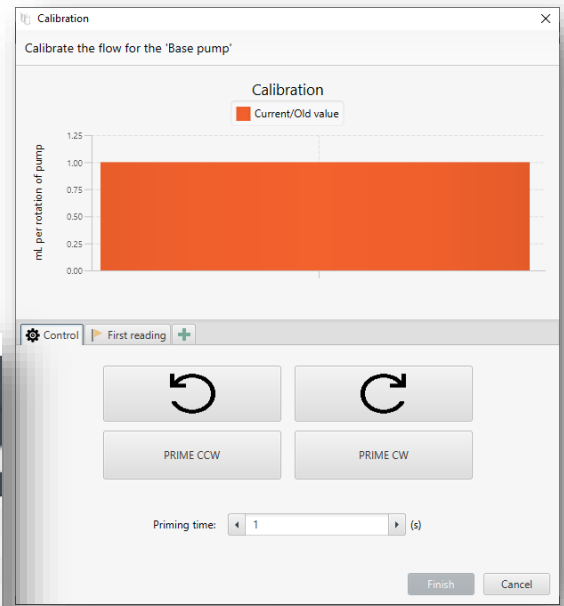 Calibration
Calibrate the flow for the 'Base pump'
Calibration
Current/Old value
mL per rotation of pump
1.25
1.00
0.75
0.50
0.25
0.00
Control First reading
PRIME CCW PRIME CW
Priming time: 1 (s)
Finish Cancel